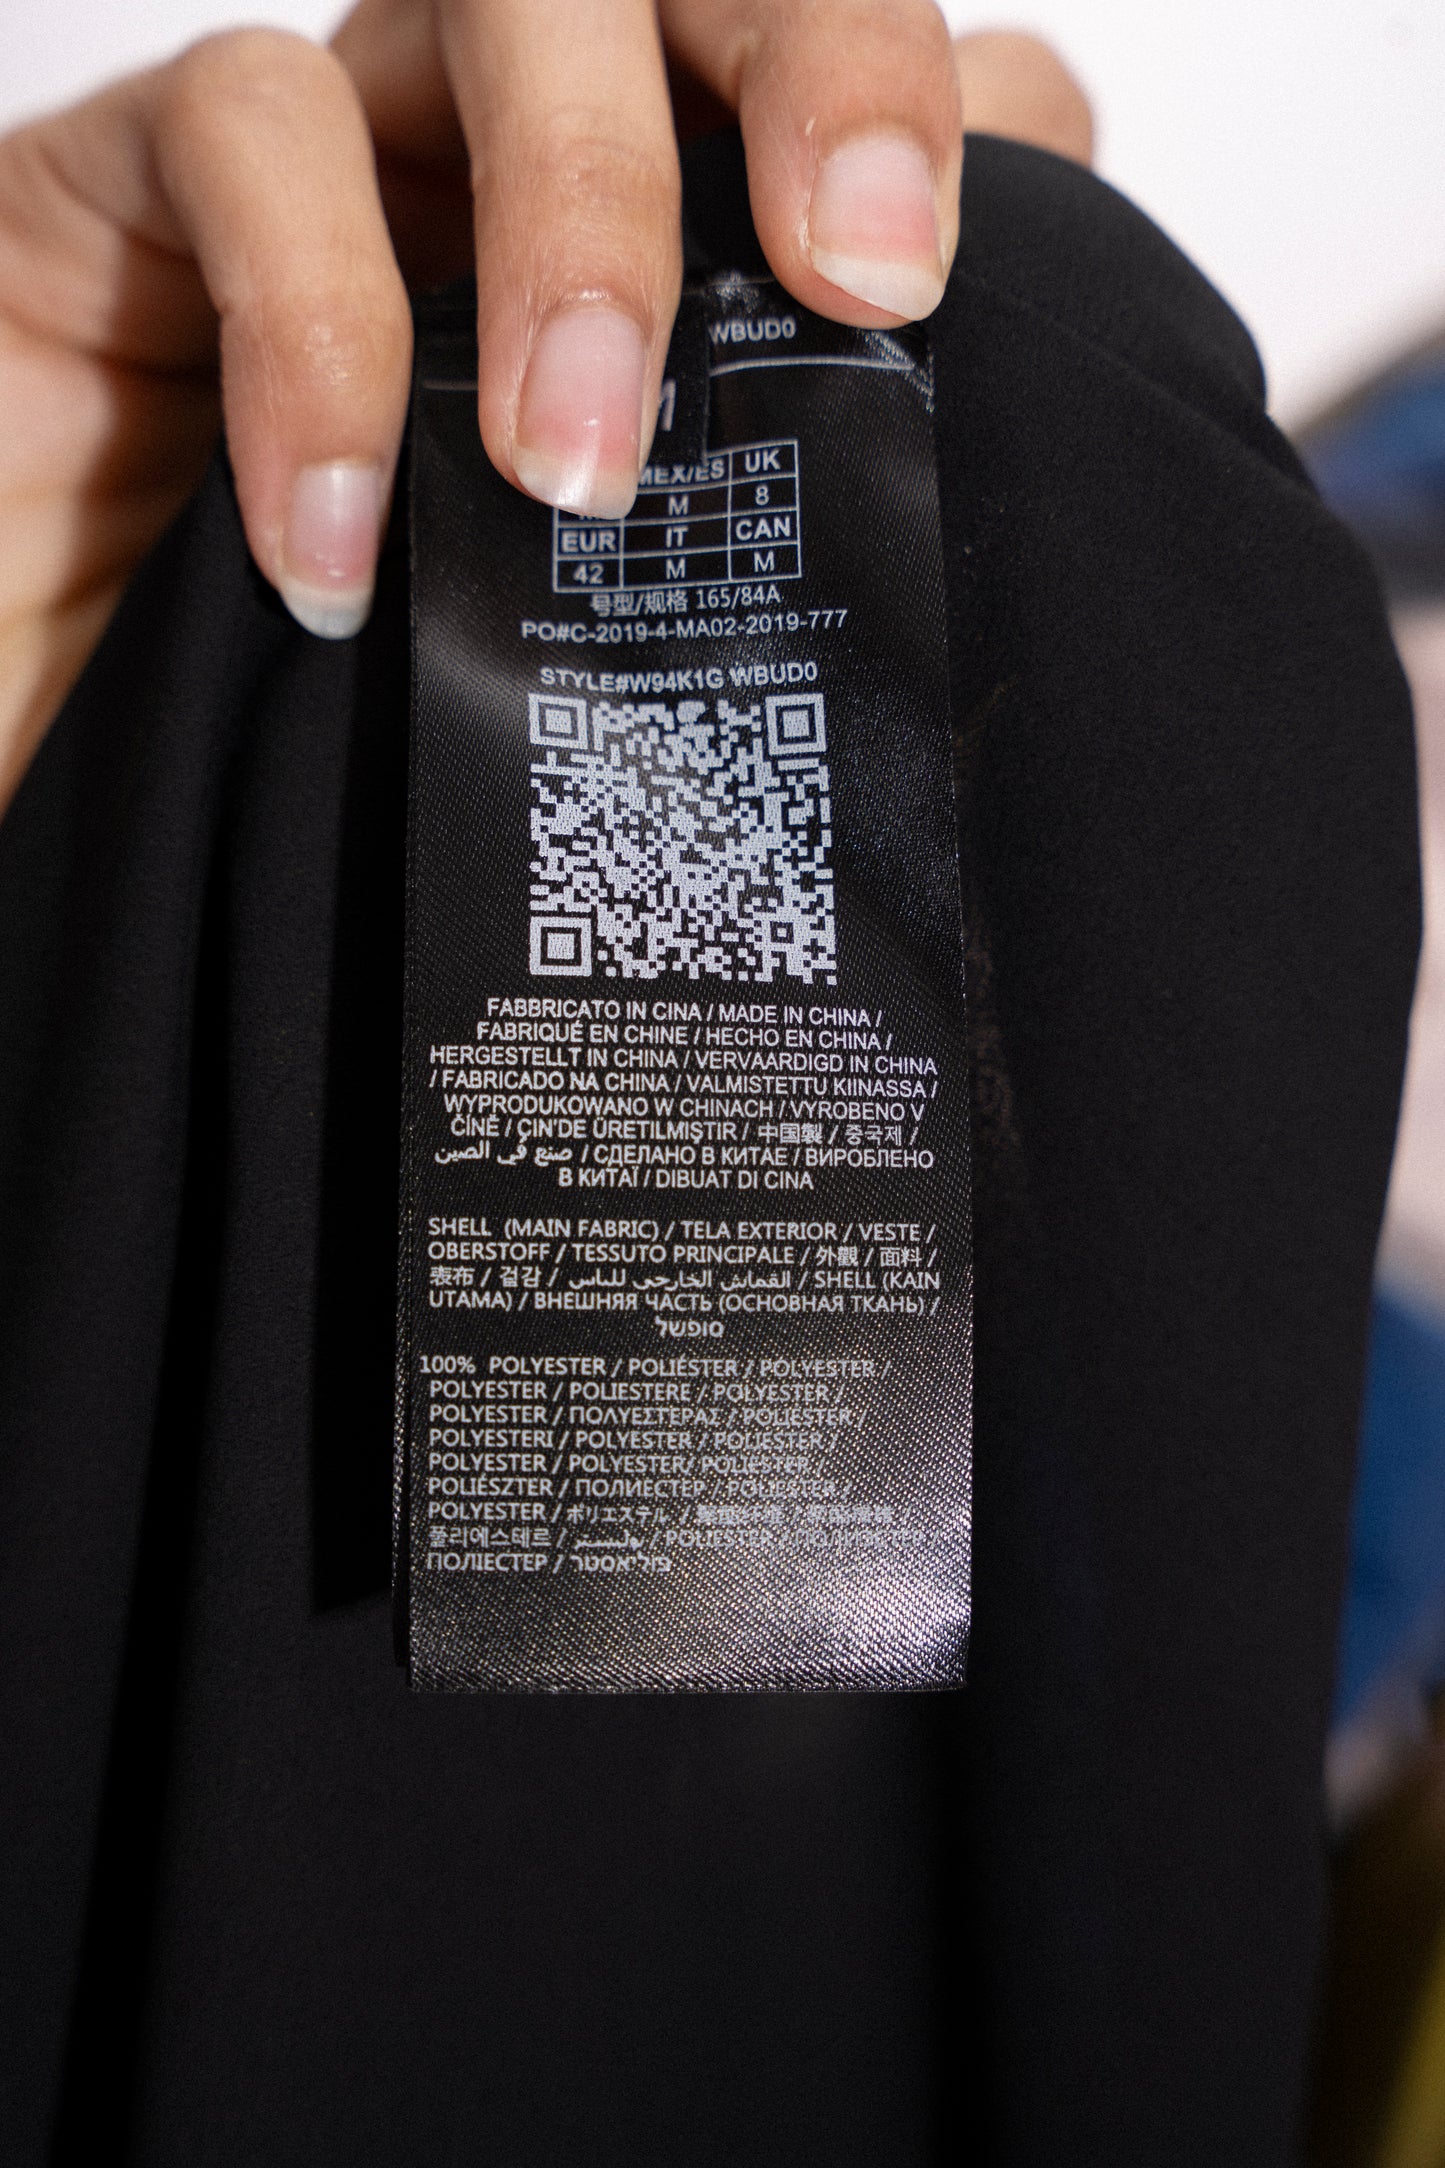 WBUD0
MEX/ES UK
M 8
EUR IT CAN
42 M M
号型/规格 165/84A
PO#C-2019-4-MA02-2019-777
STYLE#W94K1G WBUD0
FABBRICATO IN CINA / MADE IN CHINA /
FABRIQUÉ EN CHINE / HECHO EN CHINA /
HERGESTELLT IN CHINA / VERVAARDIGD IN CHINA
/ FABRICADO NA CHINA / VALMISTETTU KIINASSA /
WYPRODUKOWANO W CHINACH / VYROBENO V
ČÍNĚ / ÇIN'DE ÜRETILMIŞTIR / 中国製 / 중국제 /
صنع في الصين / СДЕЛАНО В КИТАЕ / ВИРОБЛЕНО
В КИТАЇ / DIBUAT DI CINA
SHELL (MAIN FABRIC) / TELA EXTERIOR / VESTE /
OBERSTOFF / TESSUTO PRINCIPALE / 外觀 / 面料 /
表布 / 겉감 / القماش الخارجي للباس / SHELL (KAIN
UTAMA) / ВНЕШНЯЯ ЧАСТЬ (ОСНОВНАЯ ТКАНЬ) /
100% POLYESTER / POLIÉSTER / POLYESTER /
POLYESTER / POLIESTERE / POLYESTER /
POLYESTER / ΠΟΛΥΕΣΤΕΡΑΣ / POLIESTER /
POLYESTERI / POLYESTER / POLIESTER /
POLYESTER / POLYESTER/ POLIESTER /
POLIÉSZTER / ПОЛИЕСТЕР / POLIESTER /
POLYESTER / ポリエステル /
폴리에스테르 / بوليستر / POLIESTER / ПОЛИЭСТЕР
ПОЛІЕСТЕР / פוליאסטר